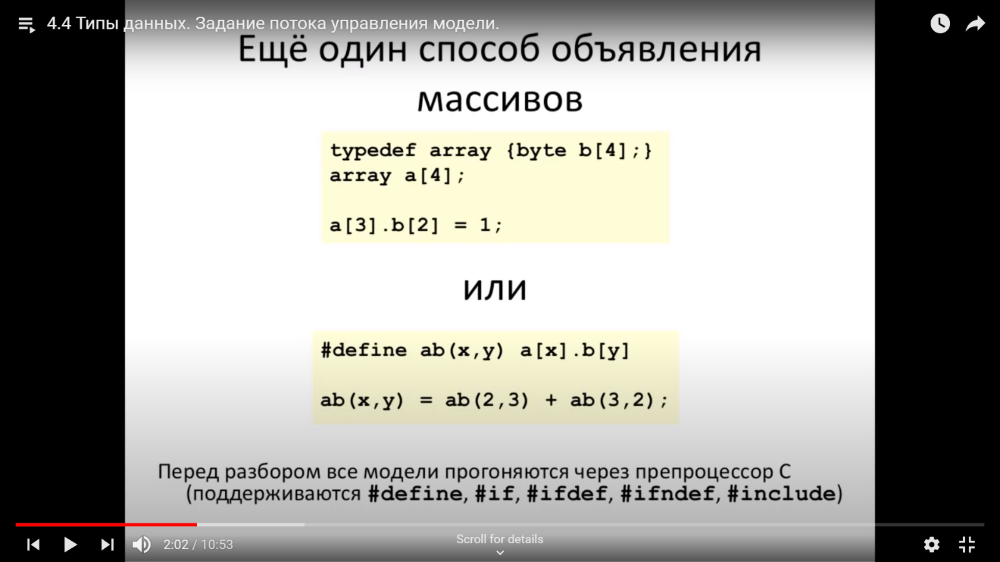 4.4 Типы данных. Задание потока управления модели.
Ещё один способ объявления
массивов
typedef array {byte b[4];}
array a[4];
a[3].b[2] = 1;
или
#define ab(x,y) a[x].b[y]
ab(x,y) = ab(2,3) + ab(3,2);
Перед разбором все модели прогоняются через препроцессор С
(поддерживаются #define, #if, #ifdef, #ifndef, #include)
2:02 / 10:53
Scroll for details